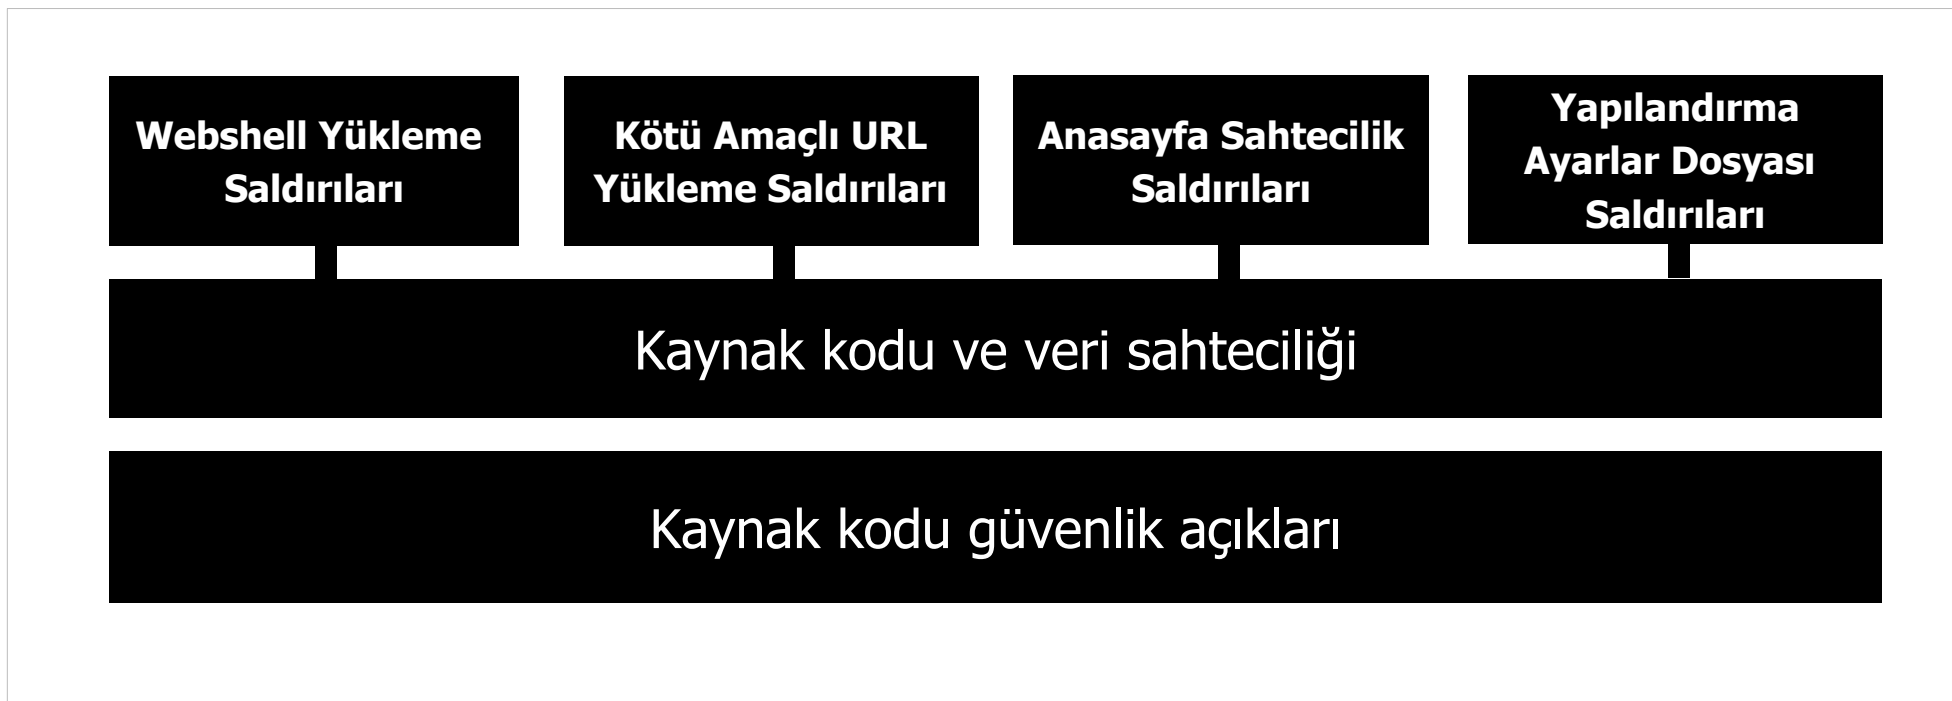 Webshell Yükleme
Saldırıları
Kötü Amaçlı URL
Yükleme Saldırıları
Anasayfa Sahtecilik
Saldırıları
Yapılandırma
Ayarlar Dosyası
Saldırıları
Kaynak kodu ve veri sahteciliği
Kaynak kodu güvenlik açıkları